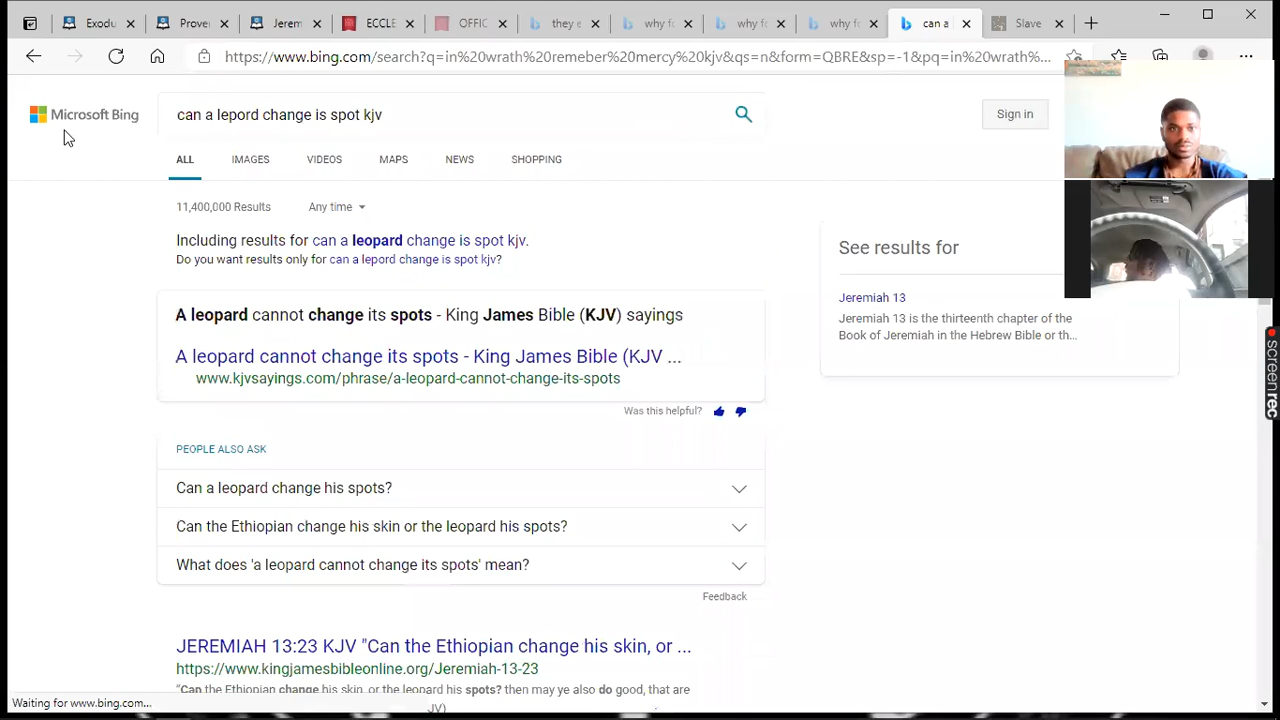 Exodu
Prover
Jerem
ECCLE
OFFIC
they e
why fo
why fo
why fo
can a
Slave
https://www.bing.com/search?q=in%20wrath%20remeber%20mercy%20kjv&qs=n&form=QBRE&sp=-1&pq=in%20wrath%20...
Microsoft Bing
can a lepord change is spot kjv
Sign in
ALL IMAGES VIDEOS MAPS NEWS SHOPPING
11,400,000 Results Any time
Including results for can a leopard change is spot kjv.
Do you want results only for can a lepord change is spot kjv?
A leopard cannot change its spots - King James Bible (KJV) sayings
A leopard cannot change its spots - King James Bible (KJV ...
www.kjvsayings.com/phrase/a-leopard-cannot-change-its-spots
Was this helpful?
PEOPLE ALSO ASK
Can a leopard change his spots?
Can the Ethiopian change his skin or the leopard his spots?
What does 'a leopard cannot change its spots' mean?
Feedback
JEREMIAH 13:23 KJV "Can the Ethiopian change his skin, or ...
https://www.kingjamesbibleonline.org/Jeremiah-13-23
“Can the Ethiopian change his skin, or the leopard his spots? then may ye also do good, that are
JV)
See results for
Jeremiah 13
Jeremiah 13 is the thirteenth chapter of the
Book of Jeremiah in the Hebrew Bible or th...
screenrec
Waiting for www.bing.com...